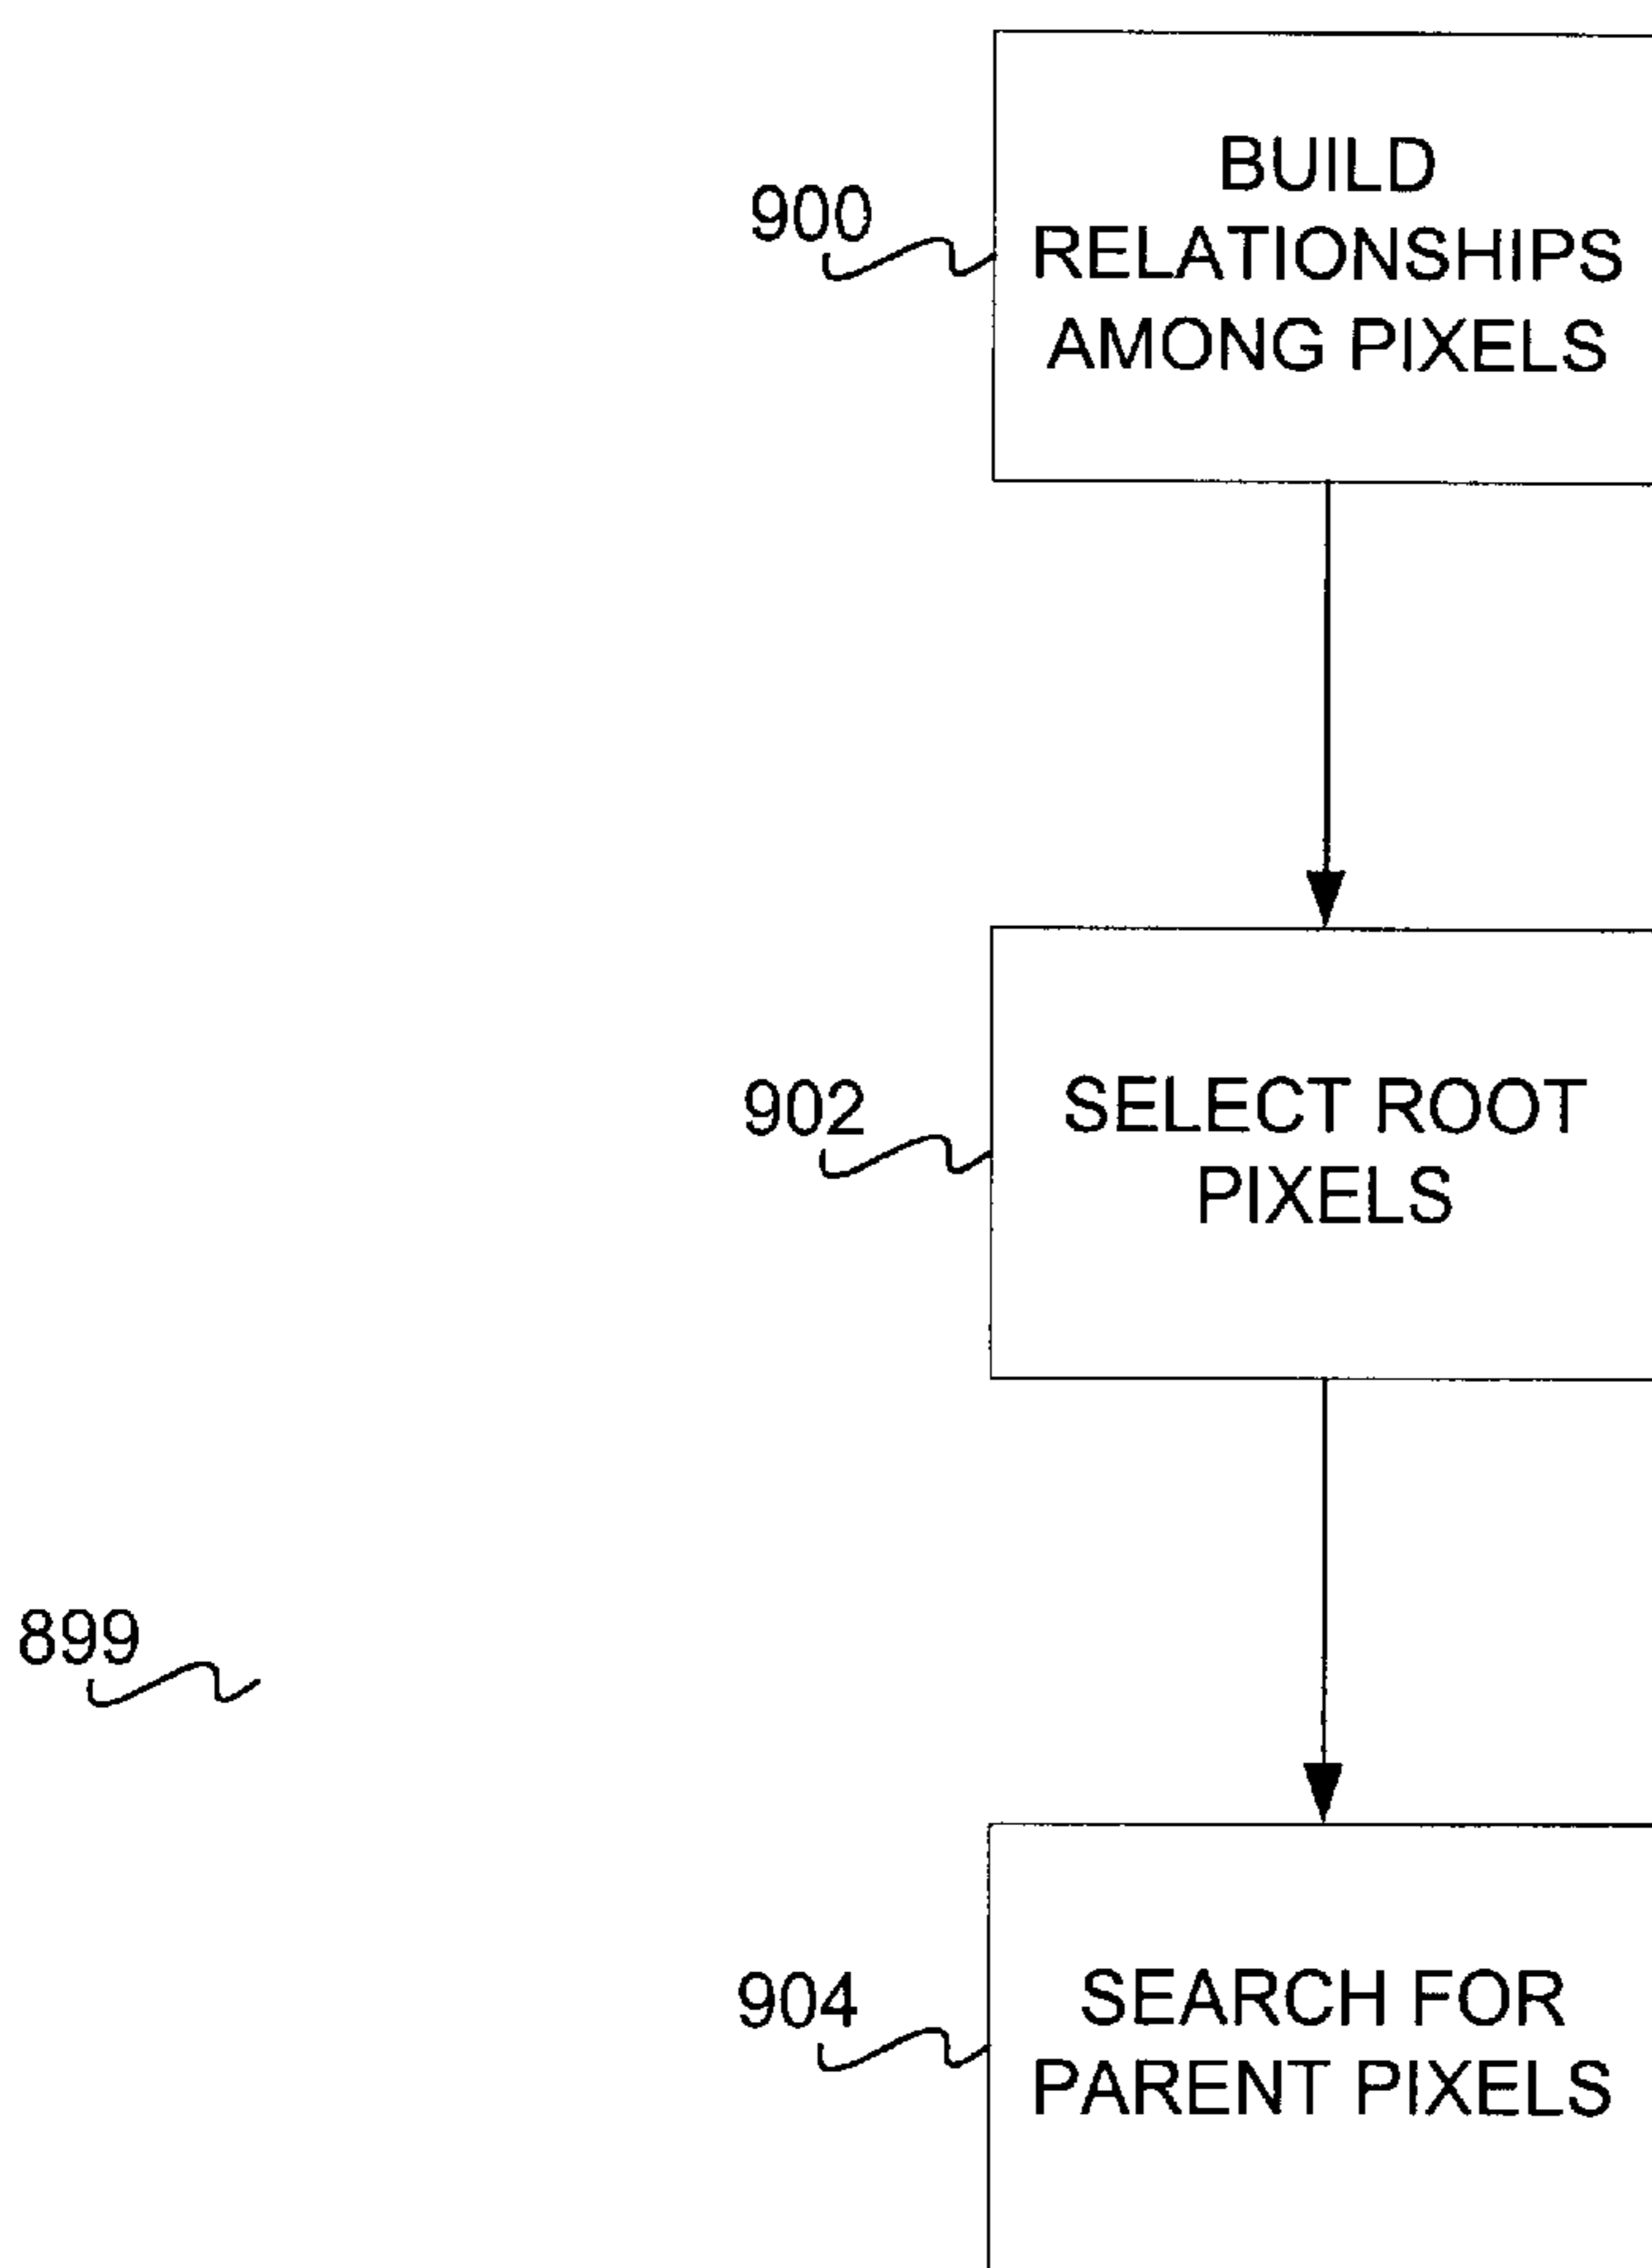 900
BUILD
RELATIONSHIPS
AMONG PIXELS
902
SELECT ROOT
PIXELS
899
904
SEARCH FOR
PARENT PIXELS